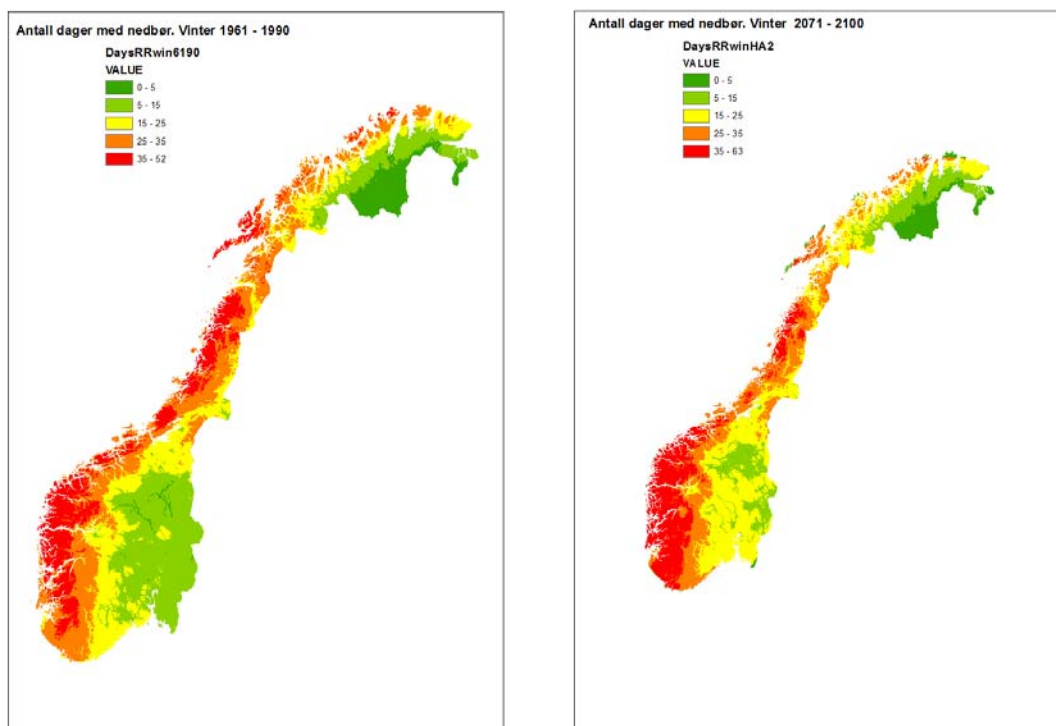 Antall dager med nedbør. Vinter 1961 - 1990
DaysRRwin6190
VALUE
0 - 5
5 - 15
15 - 25
25 - 35
35 - 52
Antall dager med nedbør. Vinter 2071 - 2100
DaysRRwinHA2
VALUE
0 - 5
5 - 15
15 - 25
25 - 35
35 - 63